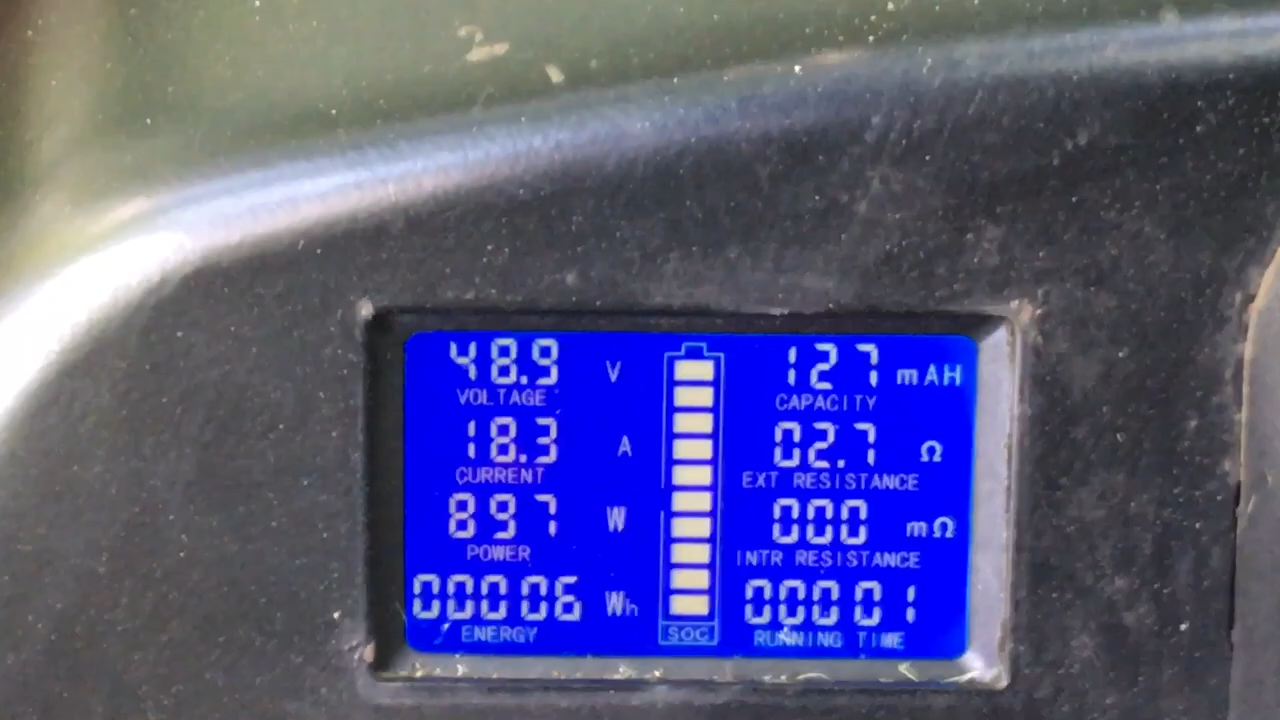 48.9 V
VOLTAGE
18.3 A
CURRENT
897 W
POWER
00006 Wh
ENERGY
SOC
127 mAH
CAPACITY
02.7 Ω
EXT RESISTANCE
000 mΩ
INTR RESISTANCE
00001
RUNNING TIME